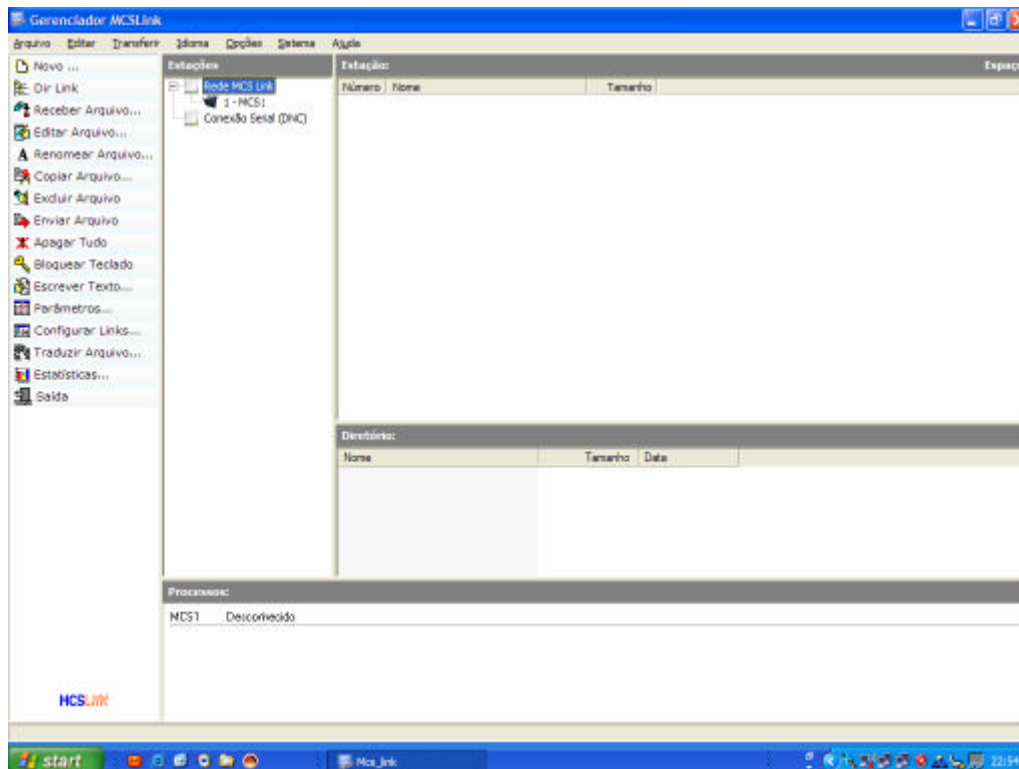 Gerenciador MCSLink
Arquivo Editar Transferir Idioma Opções Sistema Ajuda
Novo ...
Dir Link
Receber Arquivo...
Editar Arquivo...
Renomear Arquivo...
Copiar Arquivo...
Excluir Arquivo
Enviar Arquivo
Apagar Tudo
Bloquear Teclado
Escrever Texto...
Parâmetros...
Configurar Links...
Traduzir Arquivo...
Estatísticas...
Saída
MCSLINK
Estações
Rede MCS Link
1 - MCS1
Conexão Serial (DNC)
Estação: Espaç
Número Nome Tamanho
Diretório:
Nome Tamanho Data
Processos:
MCS1 Desconhecido
start Mcs_link 22:54